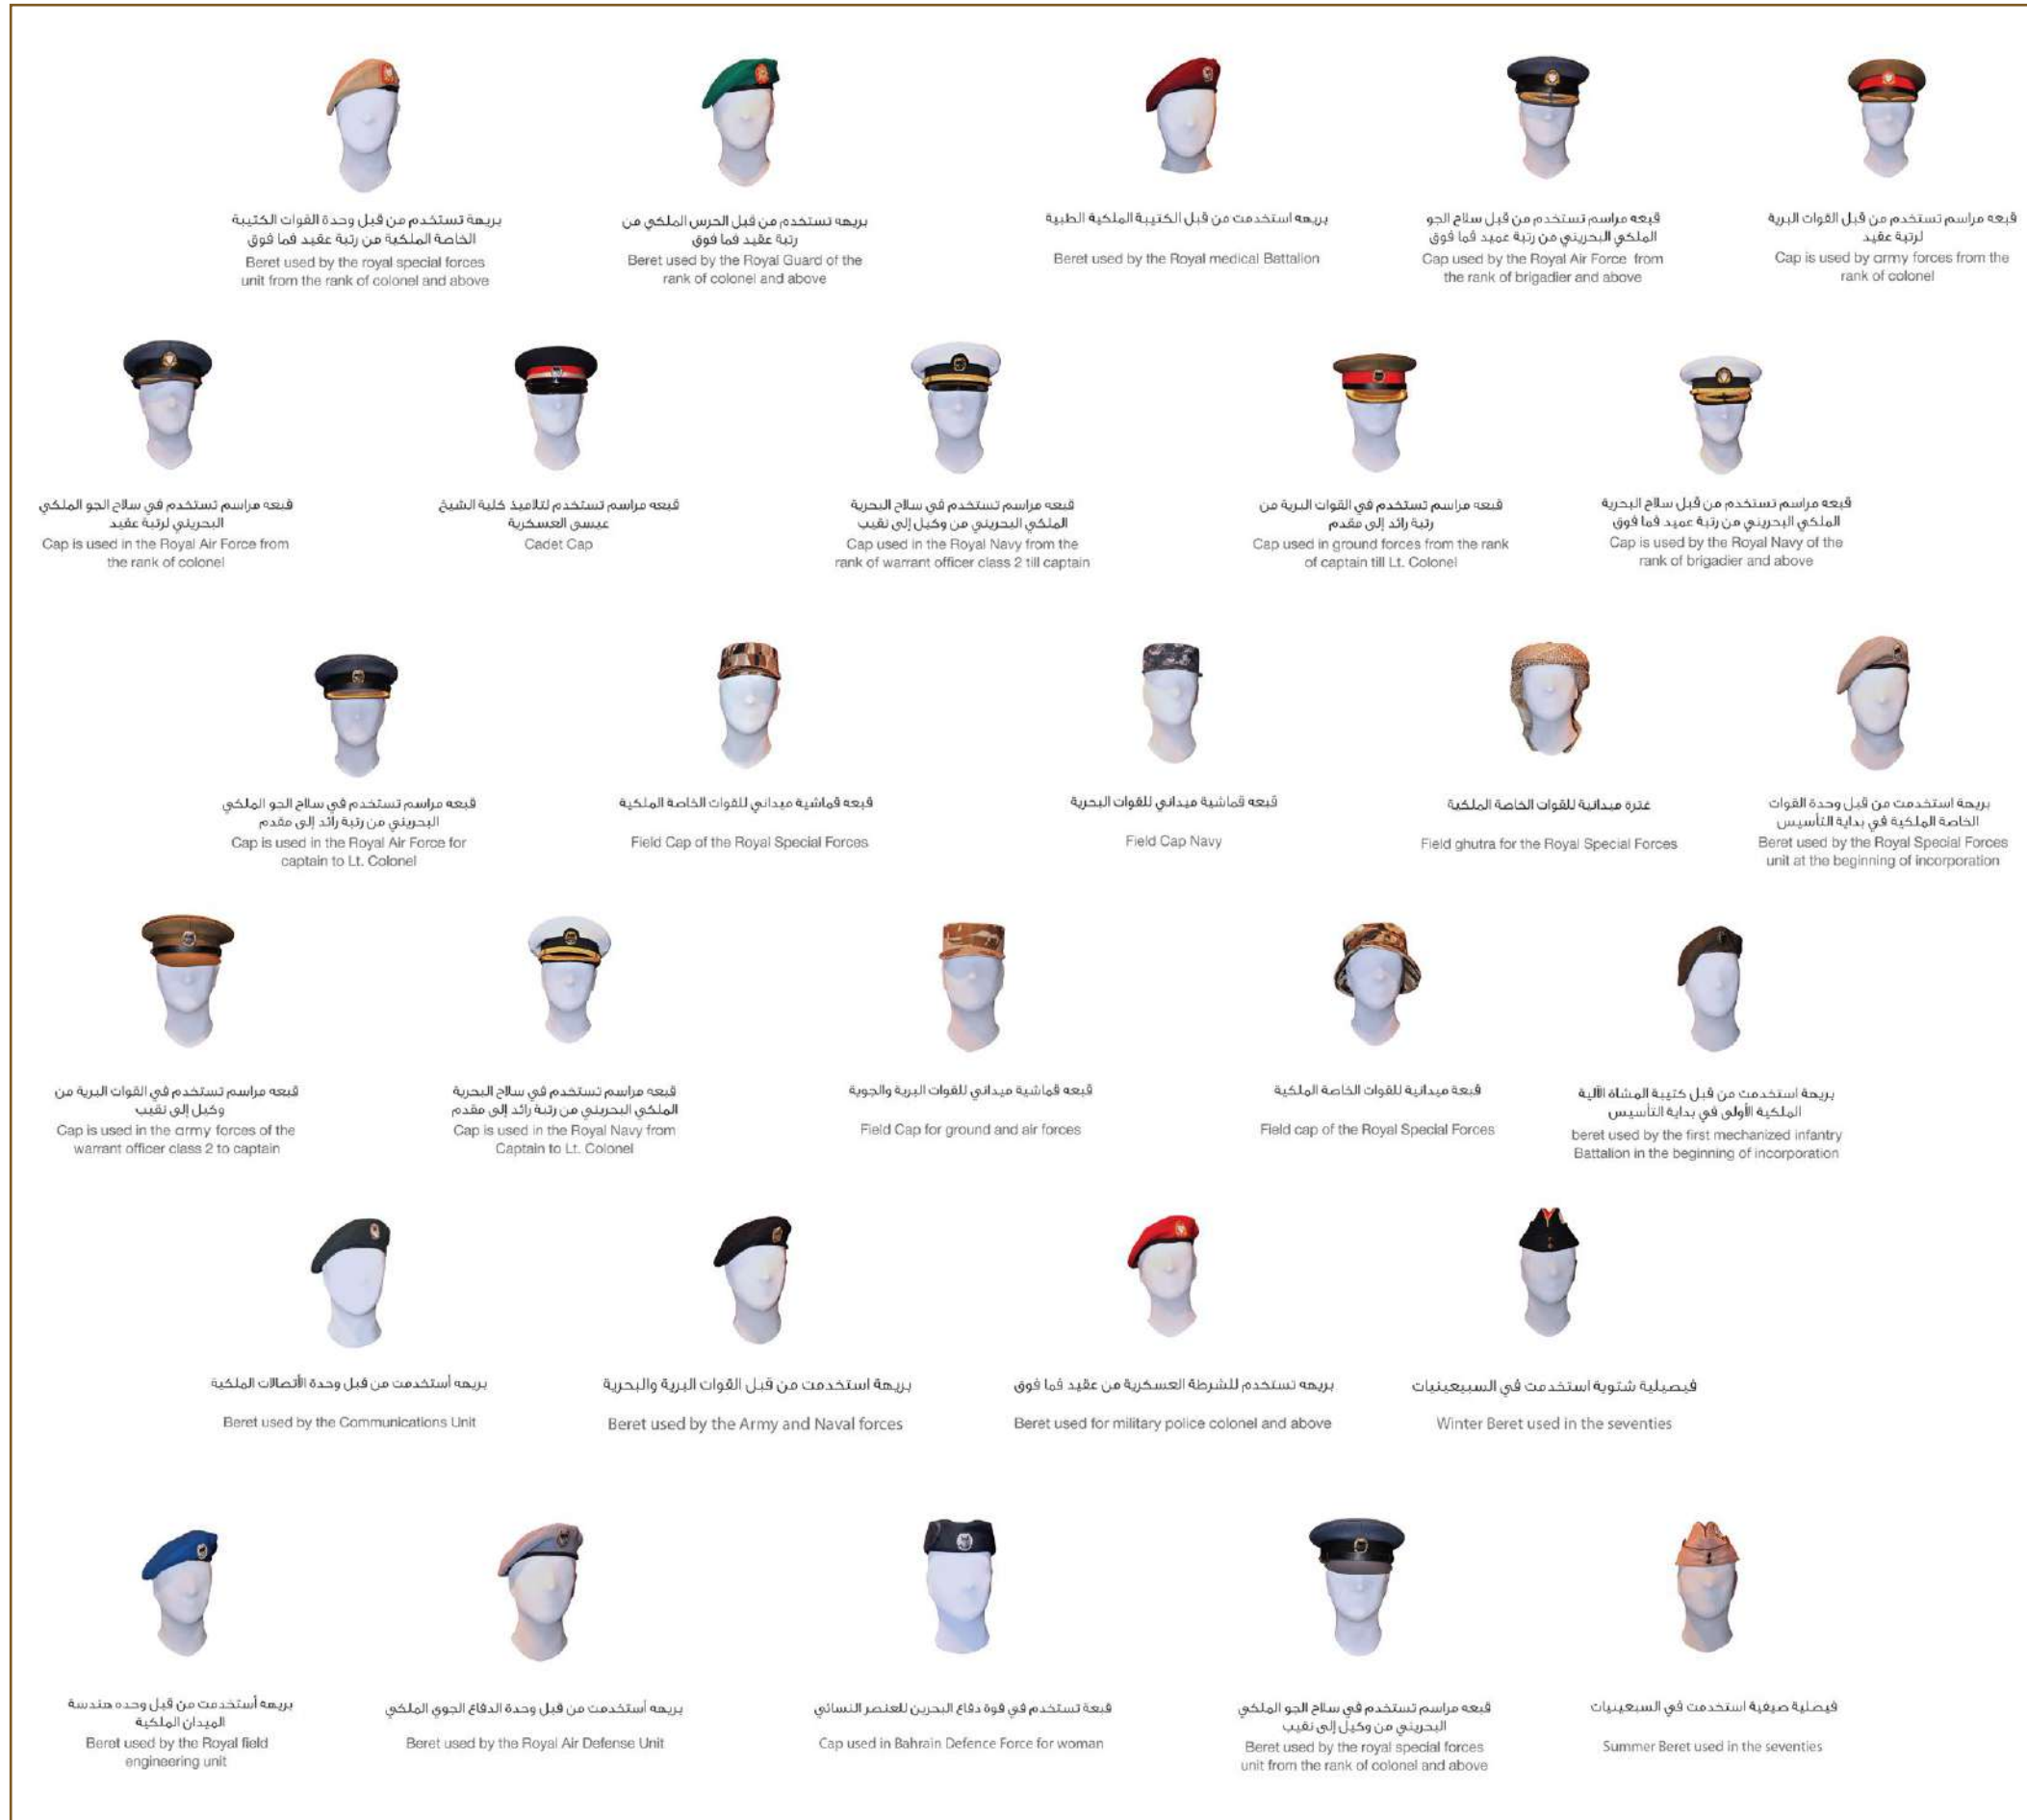 بريهة تستخدم من قبل وحدة القوات الكتيبة
الخاصة الملكية من رتبة عقيد فما فوق
Beret used by the royal special forces
unit from the rank of colonel and above
بريهه تستخدم من قبل الحرس الملكي من
رتبة عقيد فما فوق
Beret used by the Royal Guard of the
rank of colonel and above
بريهه استخدمت من قبل الكتيبة الملكية الطبية
Beret used by the Royal medical Battalion
قبعه مراسم تستخدم من قبل سلاح الجو
الملكي البحريني من رتبة عميد فما فوق
Cap used by the Royal Air Force from
the rank of brigadier and above
قبعه مراسم تستخدم من قبل القوات البرية
لرتبة عقيد
Cap is used by army forces from the
rank of colonel
قبعه مراسم تستخدم في سلاح الجو الملكي
البحريني لرتبة عقيد
Cap is used in the Royal Air Force from
the rank of colonel
قبعه مراسم تستخدم لتلاميذ كلية الشيخ
عيسى العسكرية
Cadet Cap
قبعه مراسم تستخدم في سلاح البحرية
الملكي البحريني من وكيل إلى نقيب
Cap used in the Royal Navy from the
rank of warrant officer class 2 till captain
قبعه مراسم تستخدم في القوات البرية من
رتبة رائد إلى مقدم
Cap used in ground forces from the rank
of captain till Lt. Colonel
قبعه مراسم تستخدم من قبل سلاح البحرية
الملكي البحريني من رتبة عميد فما فوق
Cap is used by the Royal Navy of the
rank of brigadier and above
قبعه مراسم تستخدم في سلاح الجو الملكي
البحريني من رتبة رائد إلى مقدم
Cap is used in the Royal Air Force for
captain to Lt. Colonel
قبعه قماشية ميداني للقوات الخاصة الملكية
Field Cap of the Royal Special Forces
قبعه قماشية ميداني للقوات البحرية
Field Cap Navy
غترة ميدانية للقوات الخاصة الملكية
Field ghutra for the Royal Special Forces
بريهة استخدمت من قبل وحدة القوات
الخاصة الملكية في بداية التأسيس
Beret used by the Royal Special Forces
unit at the beginning of incorporation
قبعه مراسم تستخدم في القوات البرية من
وكيل إلى نقيب
Cap is used in the army forces of the
warrant officer class 2 to captain
قبعه مراسم تستخدم في سلاح البحرية
الملكي البحريني من رتبة رائد إلى مقدم
Cap is used in the Royal Navy from
Captain to Lt. Colonel
قبعه قماشية ميداني للقوات البرية والجوية
Field Cap for ground and air forces
قبعة ميدانية للقوات الخاصة الملكية
Field cap of the Royal Special Forces
بريهة استخدمت من قبل كتيبة المشاة الآلية
الملكية الأولى في بداية التأسيس
beret used by the first mechanized infantry
Battalion in the beginning of incorporation
بريهه أستخدمت من قبل وحدة الأتصالات الملكية
Beret used by the Communications Unit
بريهة استخدمت من قبل القوات البرية والبحرية
Beret used by the Army and Naval forces
بريهه تستخدم للشرطة العسكرية من عقيد فما فوق
Beret used for military police colonel and above
فيصيلية شتوية استخدمت في السبيعينيات
Winter Beret used in the seventies
بريهه أستخدمت من قبل وحده هندسة
الميدان الملكية
Beret used by the Royal field
engineering unit
بريهه أستخدمت من قبل وحدة الدفاع الجوي الملكي
Beret used by the Royal Air Defense Unit
قبعة تستخدم في قوة دفاع البحرين للعنصر النسائي
Cap used in Bahrain Defence Force for woman
قبعه مراسم تستخدم في سلاح الجو الملكي
البحريني من وكيل إلى نقيب
Beret used by the royal special forces
unit from the rank of colonel and above
فيصلية صيفية استخدمت في السبعينيات
Summer Beret used in the seventies